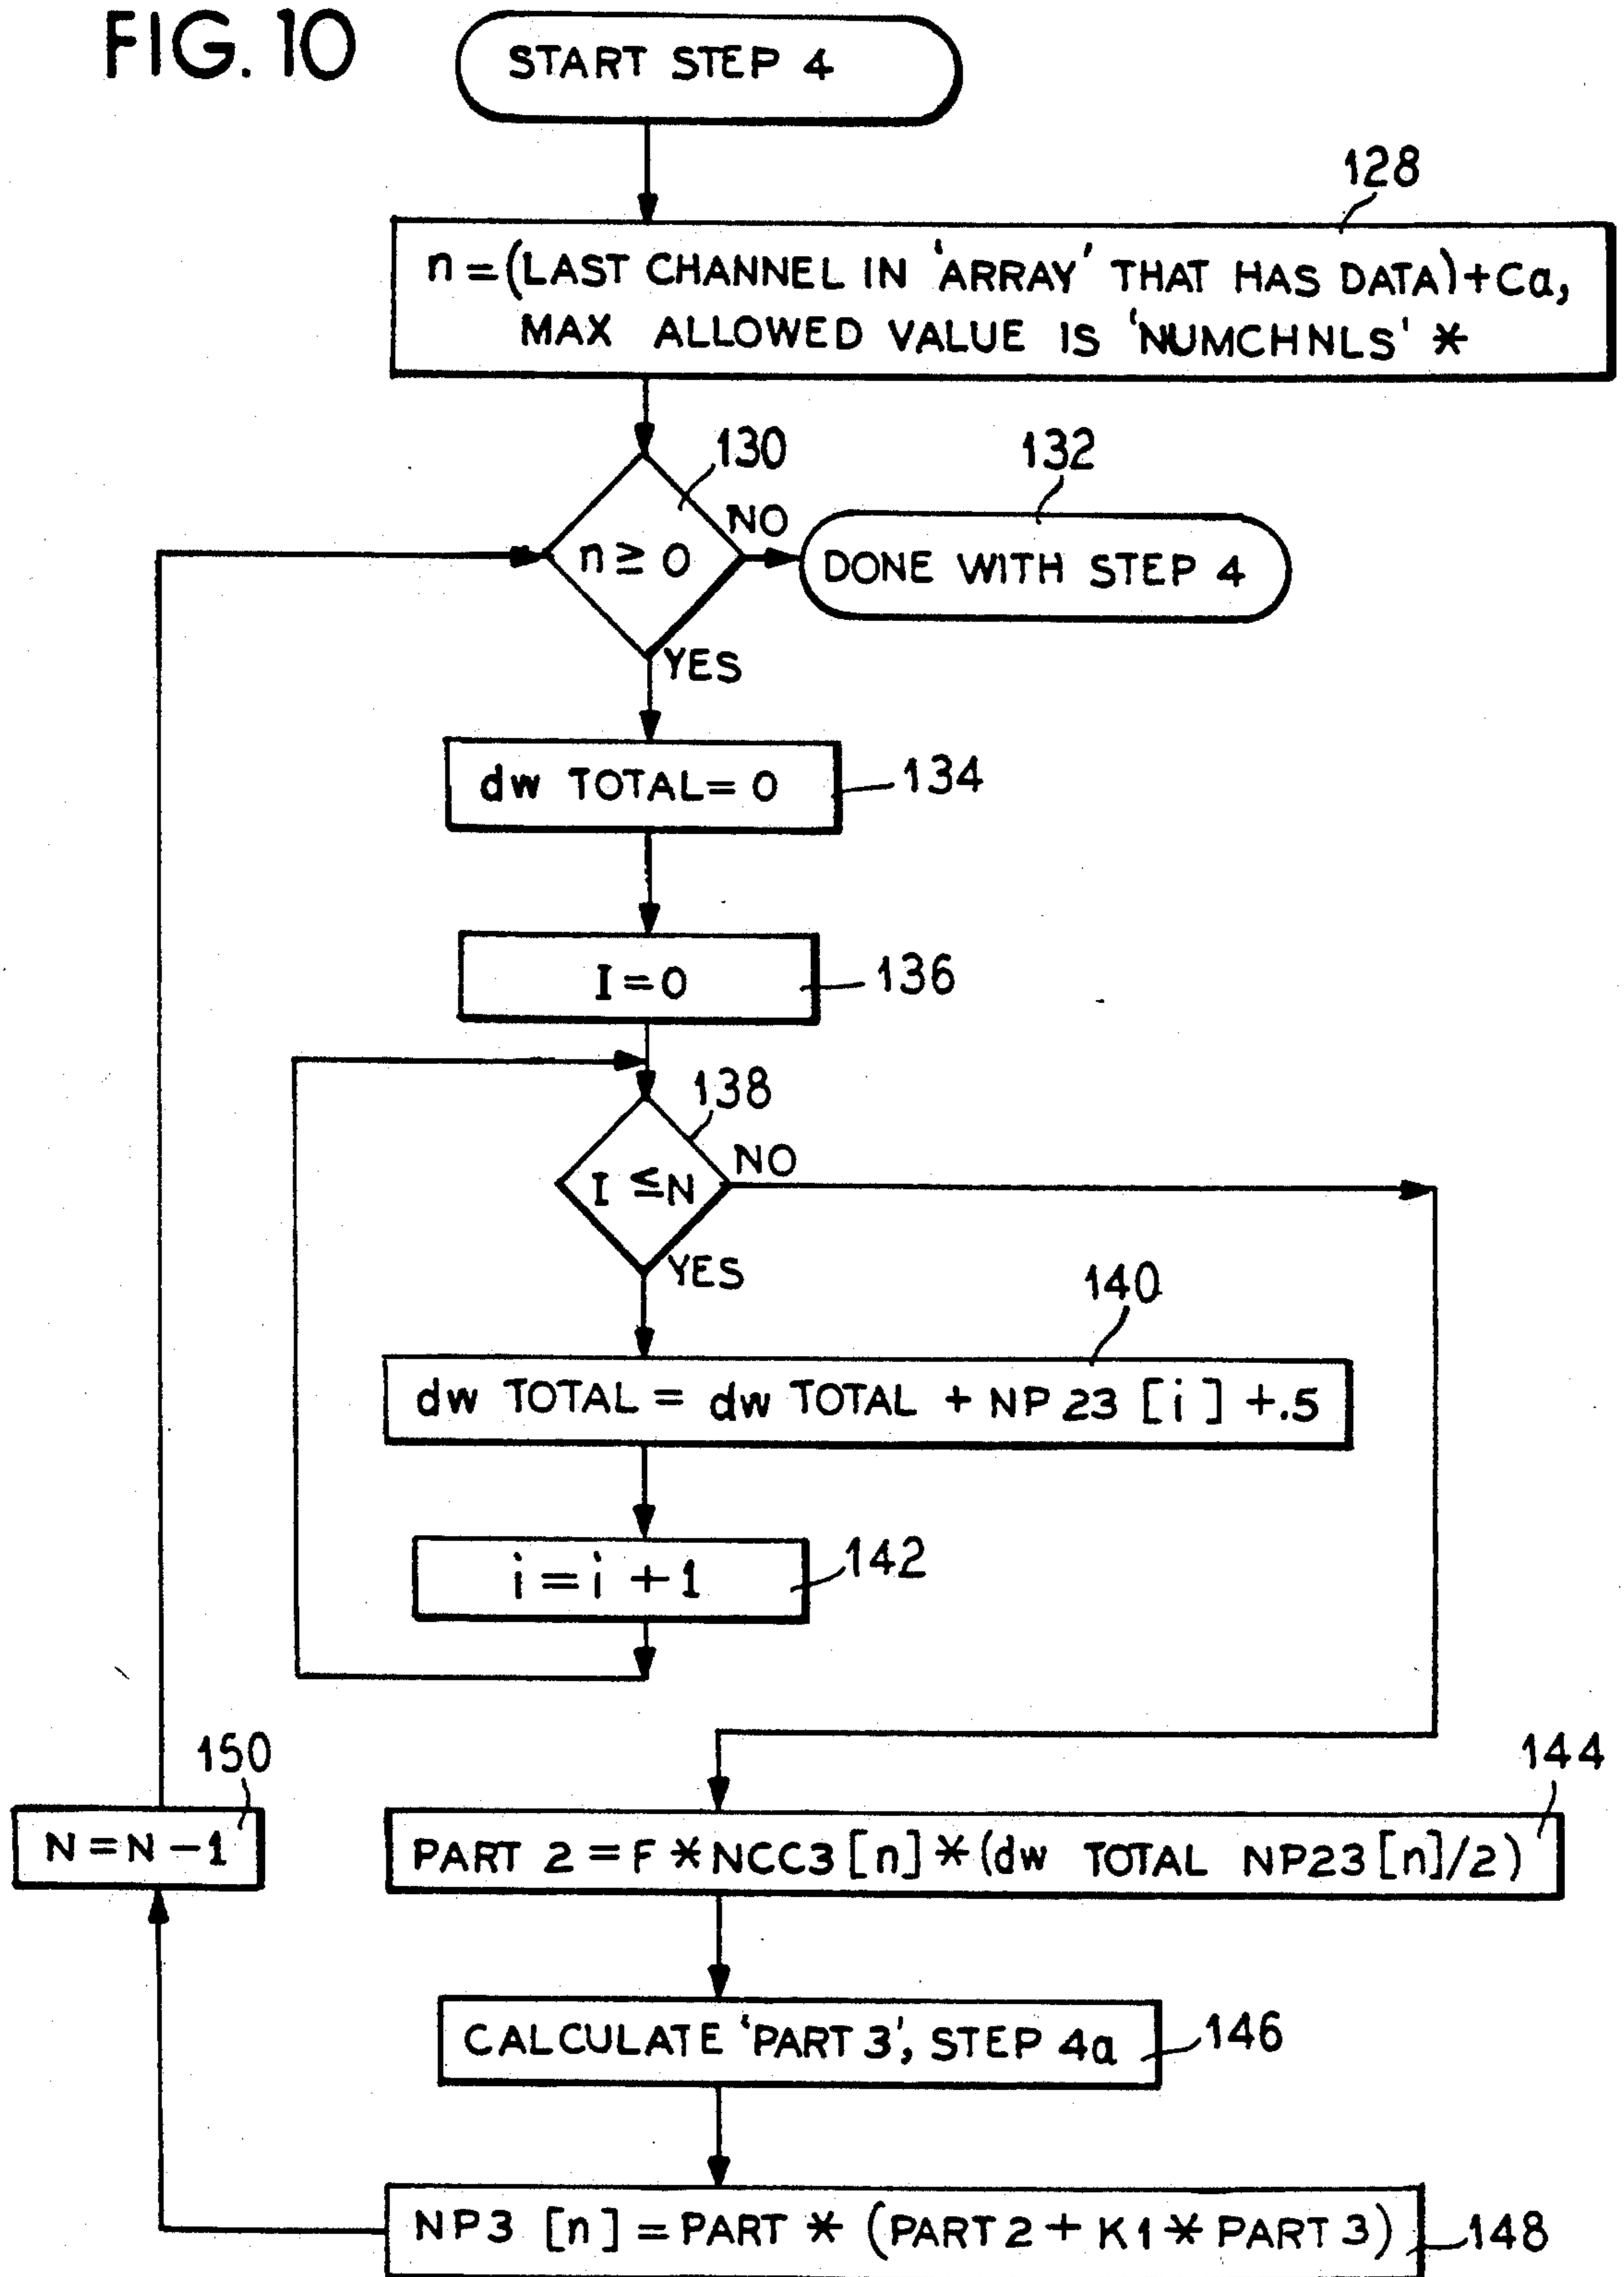 FIG. 10
START STEP 4
128
n = (LAST CHANNEL IN 'ARRAY' THAT HAS DATA) + Ca,
MAX ALLOWED VALUE IS 'NUMCHNLS' *
130
132
n ≥ 0
NO
DONE WITH STEP 4
YES
dw TOTAL = 0
134
I = 0
136
138
I ≤ N
NO
YES
140
dw TOTAL = dw TOTAL + NP 23 [i] +.5
i = i + 1
142
150
144
N = N - 1
PART 2 = F * NCC3 [n] * (dw TOTAL NP23 [n]/2)
CALCULATE 'PART 3', STEP 4a
146
NP3 [n] = PART * (PART 2 + K1 * PART 3)
148